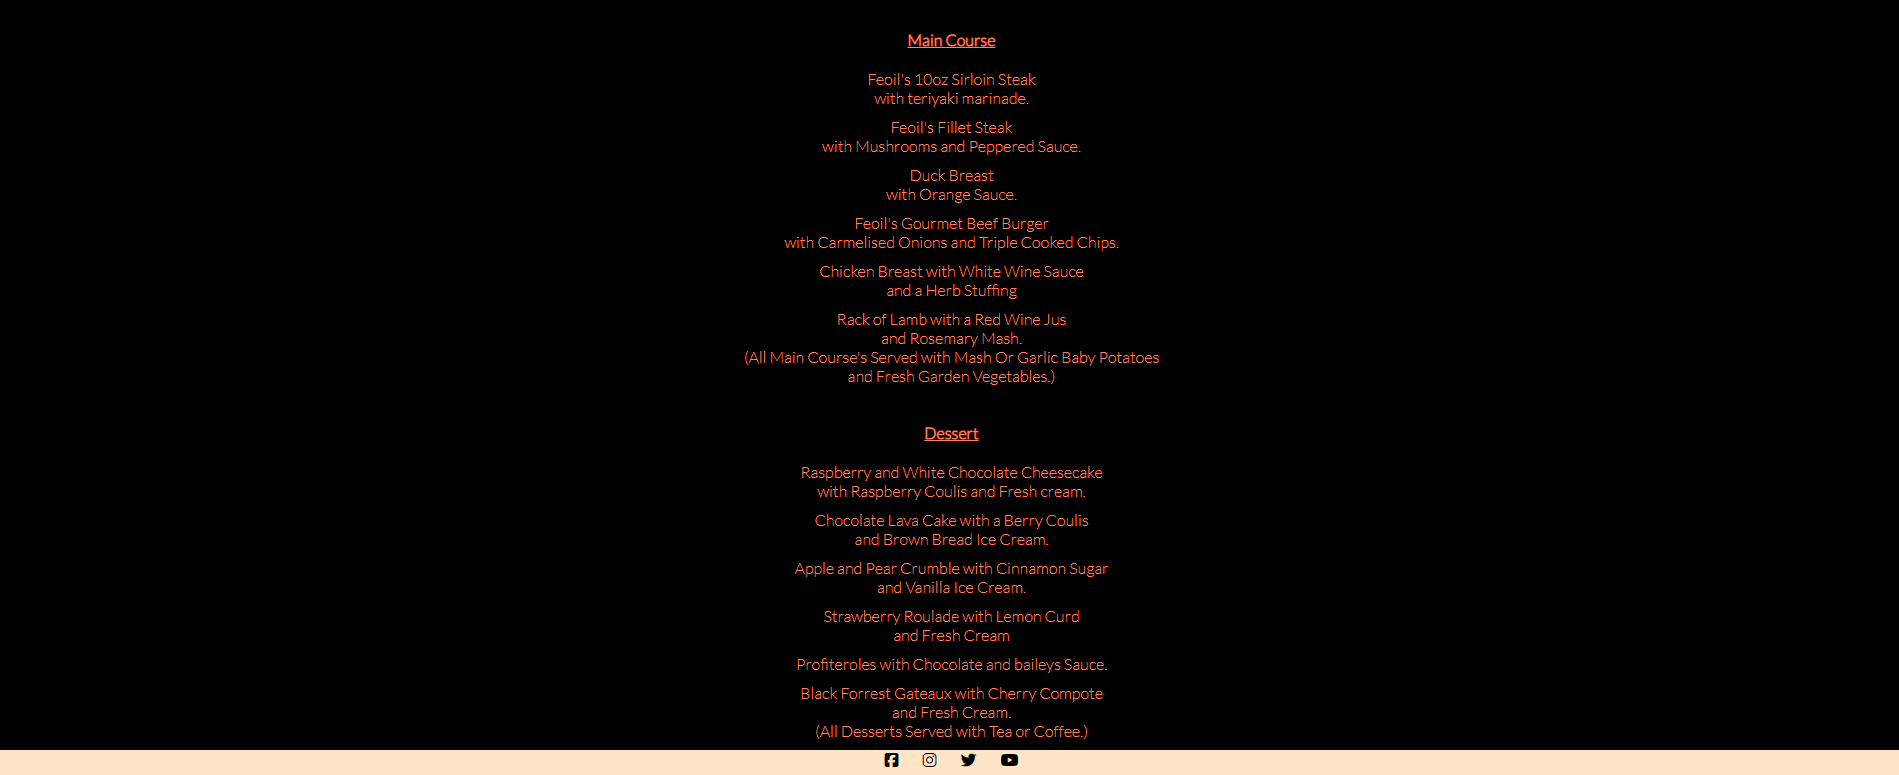 Main Course
Feoil's 10oz Sirloin Steak
with teriyaki marinade.
Feoil's Fillet Steak
with Mushrooms and Peppered Sauce.
Duck Breast
with Orange Sauce.
Feoil's Gourmet Beef Burger
with Carmelised Onions and Triple Cooked Chips.
Chicken Breast with White Wine Sauce
and a Herb Stuffing
Rack of Lamb with a Red Wine Jus
and Rosemary Mash.
(All Main Course's Served with Mash Or Garlic Baby Potatoes
and Fresh Garden Vegetables.)
Dessert
Raspberry and White Chocolate Cheesecake
with Raspberry Coulis and Fresh cream.
Chocolate Lava Cake with a Berry Coulis
and Brown Bread Ice Cream.
Apple and Pear Crumble with Cinnamon Sugar
and Vanilla Ice Cream.
Strawberry Roulade with Lemon Curd
and Fresh Cream
Profiteroles with Chocolate and baileys Sauce.
Black Forrest Gateaux with Cherry Compote
and Fresh Cream.
(All Desserts Served with Tea or Coffee.)